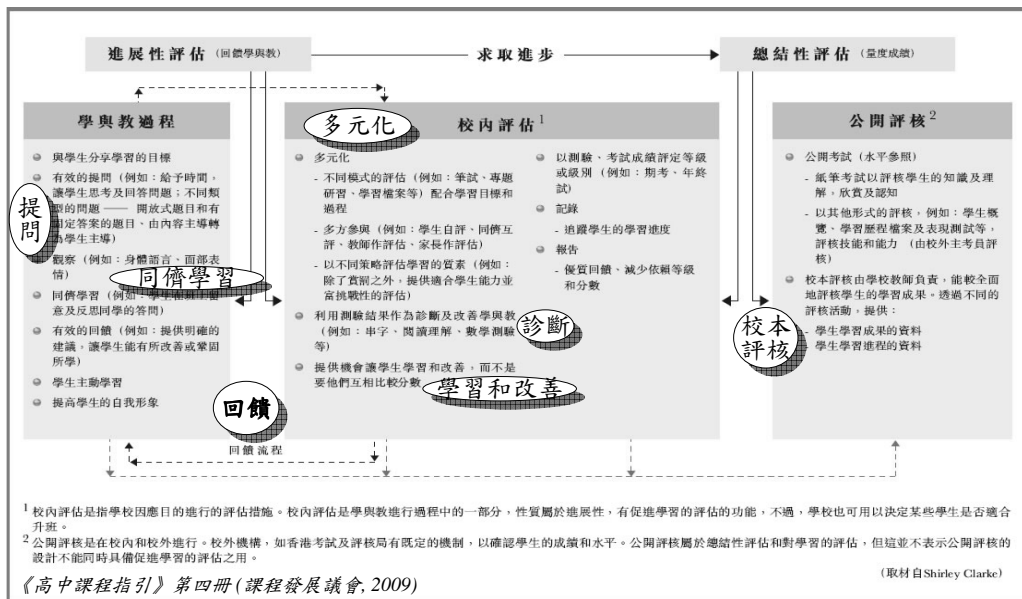 進展性評估 (回饋學與教)
求取進步
總結性評估 (量度成績)
學與教過程
與學生分享學習的目標
有效的提問 (例如：給予時間，
讓學生思考及回答問題；不同類
型的問題 —— 開放式題目和有
固定答案的題目、由內容主導轉
為學生主導)
觀察 (例如：身體語言、面部表
情)
同儕學習 (例如：學生
意及反思同學的答問)
有效的回饋 (例如：提供明確的
建議，讓學生能有所改善或鞏固
所學)
學生主動學習
提高學生的自我形象
提問
同儕學習
回饋
回饋流程
多元化
校內評估1
多元化
- 不同模式的評估 (例如：筆試、專題
研習、學習檔案等) 配合學習目標和
過程
- 多方參與 (例如：學生自評、同儕互
評、教師作評估、家長作評估)
- 以不同策略評估學習的質素 (例如：
除了賞罰之外，提供適合學生能力並
富挑戰性的評估)
利用測驗結果作為診斷及改善學與教
(例如：串字、閱讀理解、數學測驗
等)
提供機會讓學生學習和改善，而不是
要他們互相比較分數
診斷
學習和改善
以測驗、考試成績評定等級
或級別 (例如：期考、年終
試)
記錄
- 追蹤學生的學習進度
報告
- 優質回饋、減少依賴等級
和分數
公開評核2
公開考試 (水平參照)
- 紙筆考試以評核學生的知識及理
解，欣賞及認知
- 以其他形式的評核，例如：學生概
覽、學習歷程檔案及表現測試等，
評核技能和能力 (由校外主考員評
核)
校本評核由學校教師負責，能較全面
地評核學生的學習成果。透過不同的
評核活動，提供：
- 學生學習成果的資料
- 學生學習進程的資料
校本
評核
1 校內評估是指學校因應目的進行的評估措施。校內評估是學與教進行過程中的一部分，性質屬於進展性，有促進學習的評估的功能，不過，學校也可用以決定某些學生是否適合
升班。
2 公開評核是在校內和校外進行。校外機構，如香港考試及評核局有既定的機制，以確認學生的成績和水平。公開評核屬於總結性評估和對學習的評估，但這並不表示公開評核的
設計不能同時具備促進學習的評估之用。
(取材自Shirley Clarke)
《高中課程指引》第四冊(課程發展議會, 2009)